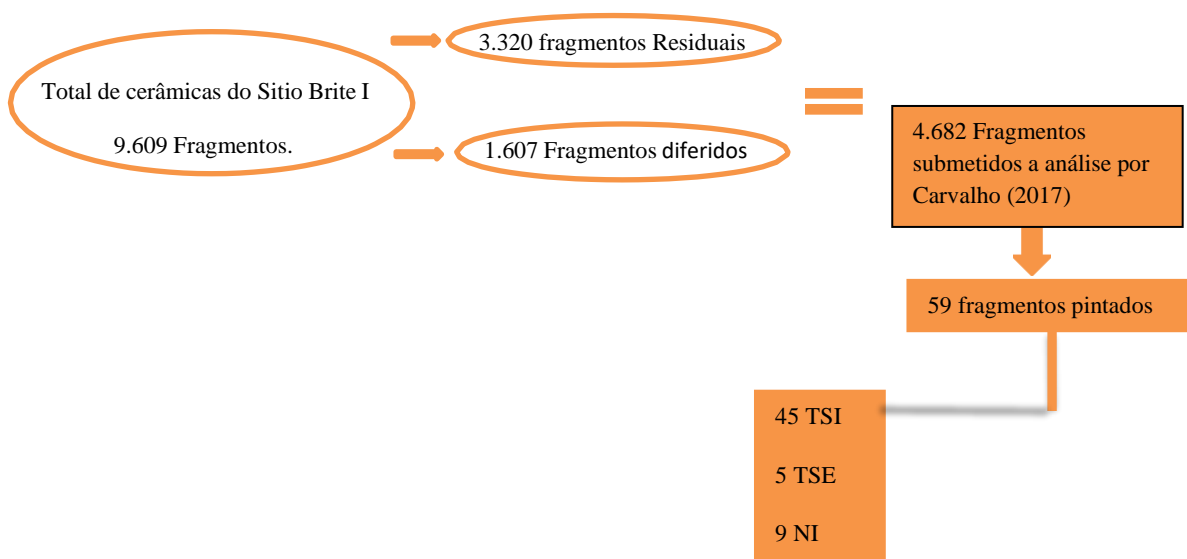 3.320 fragmentos Residuais
Total de cerâmicas do Sitio Brite I
9.609 Fragmentos.
1.607 Fragmentos diferidos
4.682 Fragmentos
submetidos a análise por
Carvalho (2017)
59 fragmentos pintados
45 TSI
5 TSE
9 NI